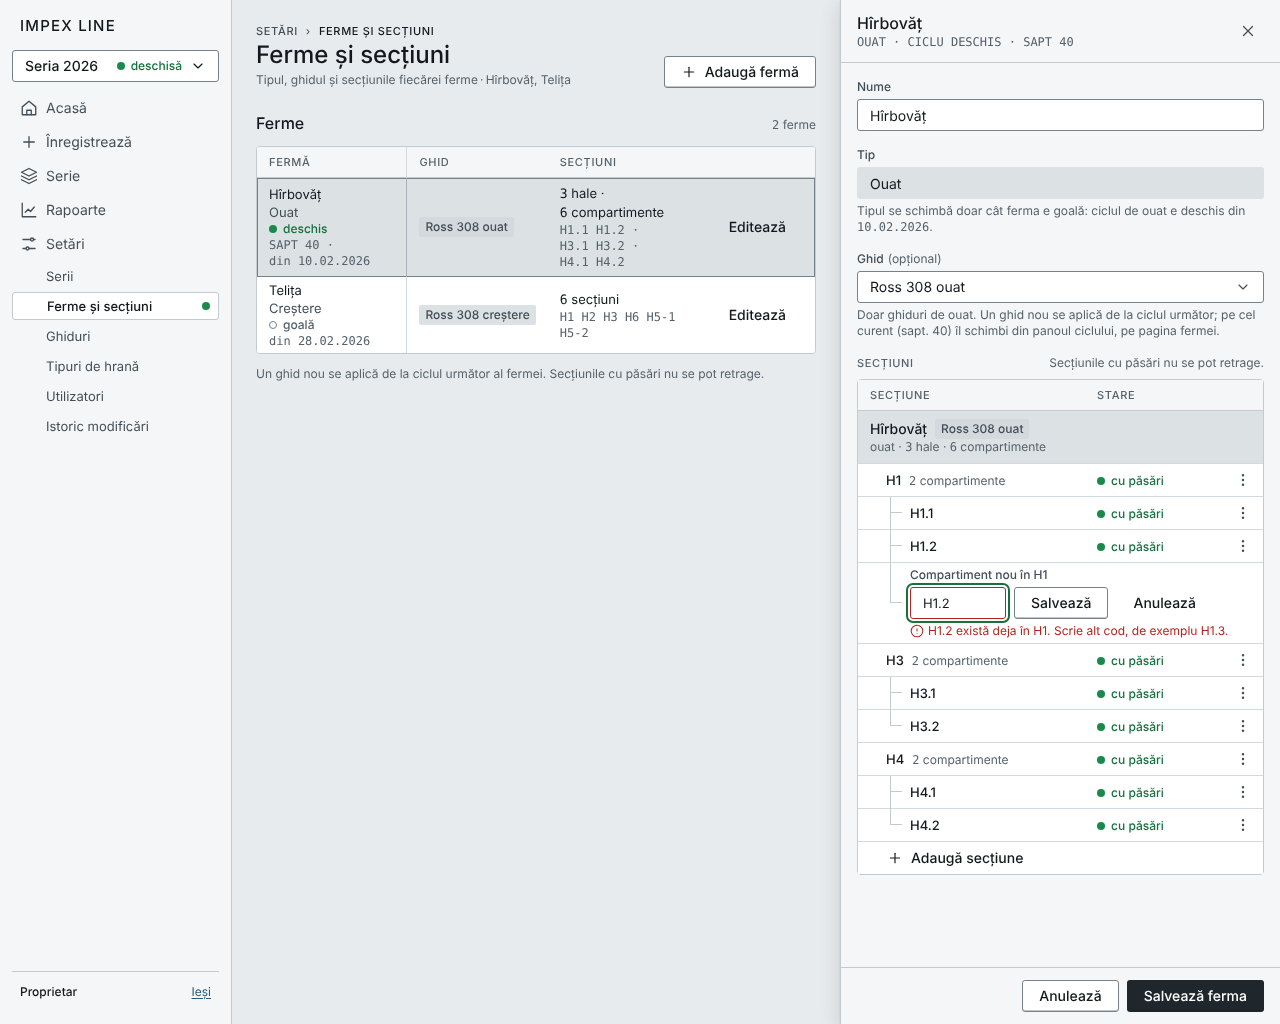 IMPEX LINE
Seria 2026 deschisă
Acasă
Înregistrează
Serie
Rapoarte
Setări
Serii
Ferme și secțiuni
Ghiduri
Tipuri de hrană
Utilizatori
Istoric modificări
Proprietar Ieși
SETĂRI › FERME ȘI SECȚIUNI
Ferme și secțiuni
Tipul, ghidul și secțiunile fiecărei ferme · Hîrbovăț, Telița
Adaugă fermă
Ferme 2 ferme
FERMĂ GHID SECȚIUNI
Hîrbovăț
Ouat
deschis
SAPT 40 ·
din 10.02.2026
Ross 308 ouat
3 hale ·
6 compartimente
H1.1 H1.2 ·
H3.1 H3.2 ·
H4.1 H4.2
Editează
Telița
Creștere
goală
din 28.02.2026
Ross 308 creștere
6 secțiuni
H1 H2 H3 H6 H5-1
H5-2
Editează
Un ghid nou se aplică de la ciclul următor al fermei. Secțiunile cu păsări nu se pot retrage.
Hîrbovăț
OUAT · CICLU DESCHIS · SAPT 40
Nume
Hîrbovăț
Tip
Ouat
Tipul se schimbă doar cât ferma e goală: ciclul de ouat e deschis din
10.02.2026.
Ghid (opțional)
Ross 308 ouat
Doar ghiduri de ouat. Un ghid nou se aplică de la ciclul următor; pe cel
curent (sapt. 40) îl schimbi din panoul ciclului, pe pagina fermei.
SECȚIUNI Secțiunile cu păsări nu se pot retrage.
SECȚIUNE STARE
Hîrbovăț Ross 308 ouat
ouat · 3 hale · 6 compartimente
H1 2 compartimente cu păsări
H1.1 cu păsări
H1.2 cu păsări
Compartiment nou în H1
H1.2 Salvează Anulează
H1.2 există deja în H1. Scrie alt cod, de exemplu H1.3.
H3 2 compartimente cu păsări
H3.1 cu păsări
H3.2 cu păsări
H4 2 compartimente cu păsări
H4.1 cu păsări
H4.2 cu păsări
Adaugă secțiune
Anulează Salvează ferma